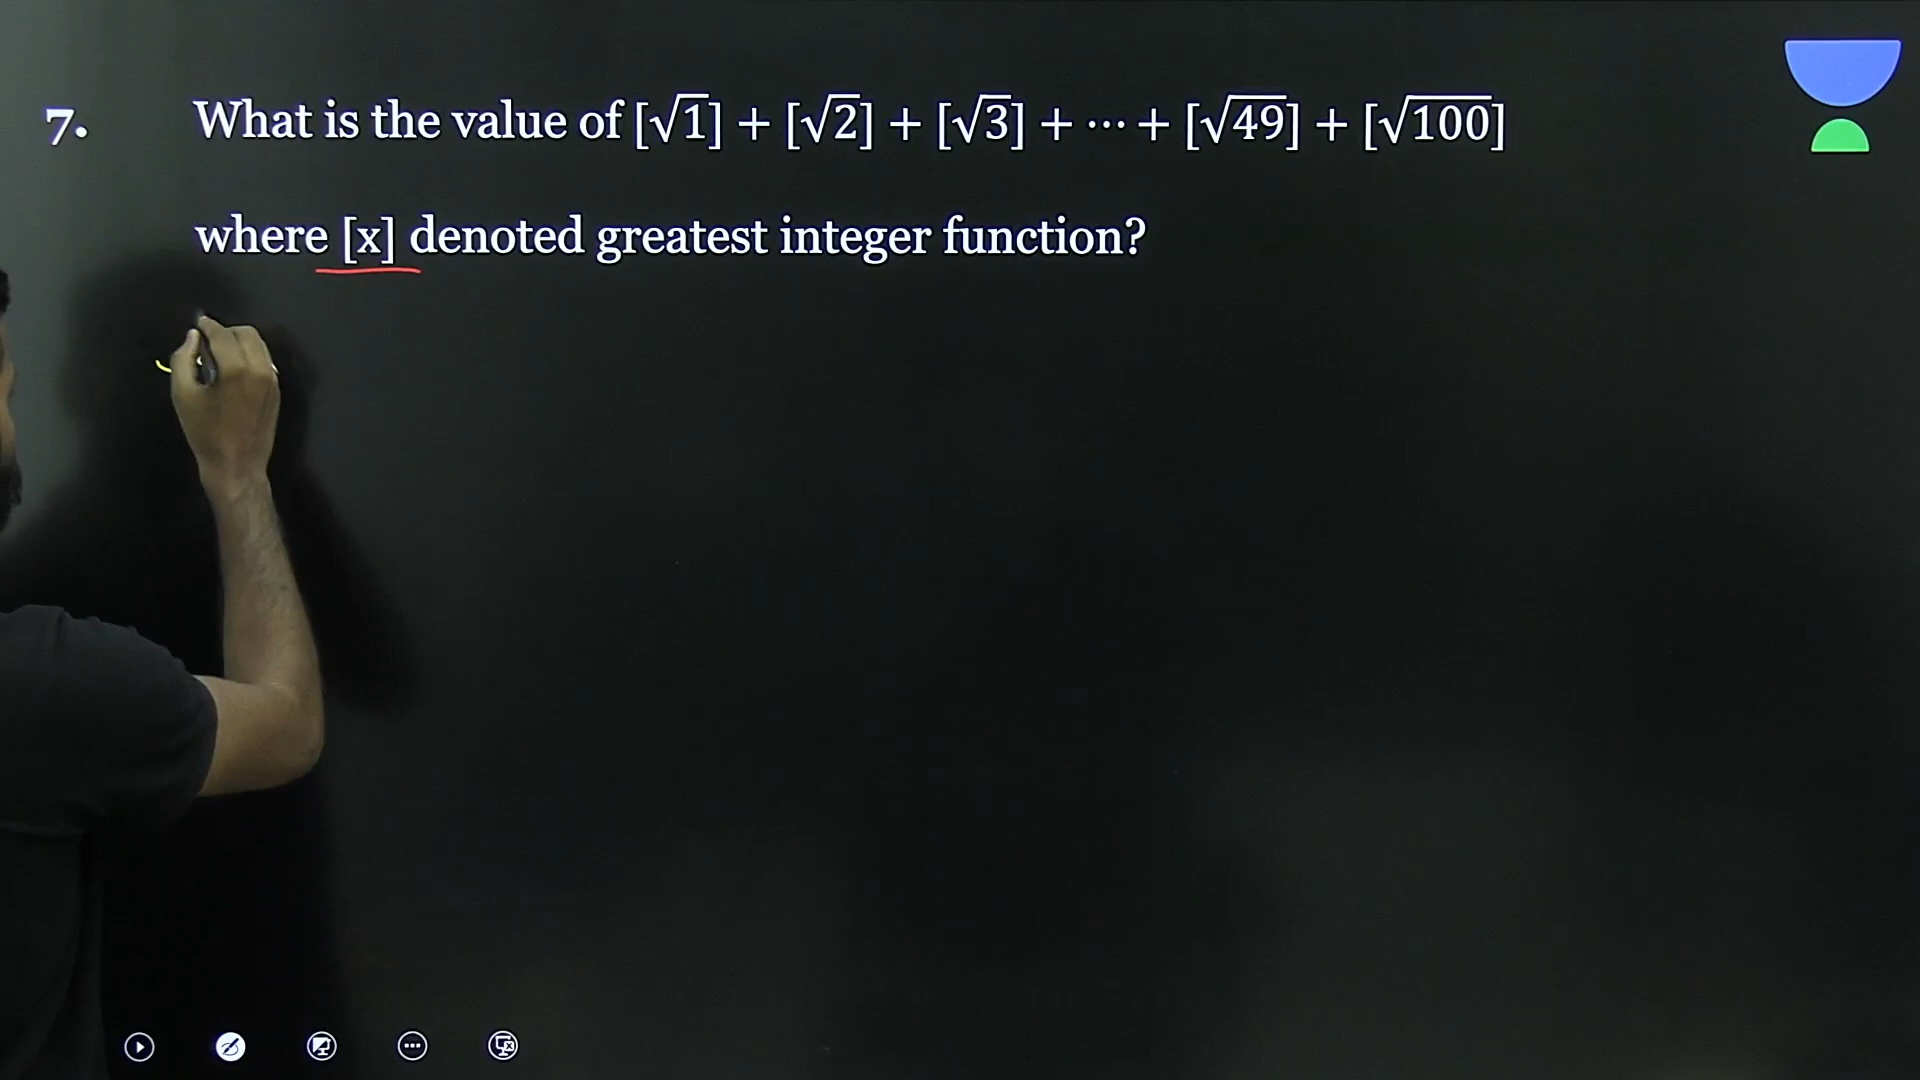 7. What is the value of [√1] + [√2] + [√3] + ⋯ + [√49] + [√100]
where [x] denoted greatest integer function?